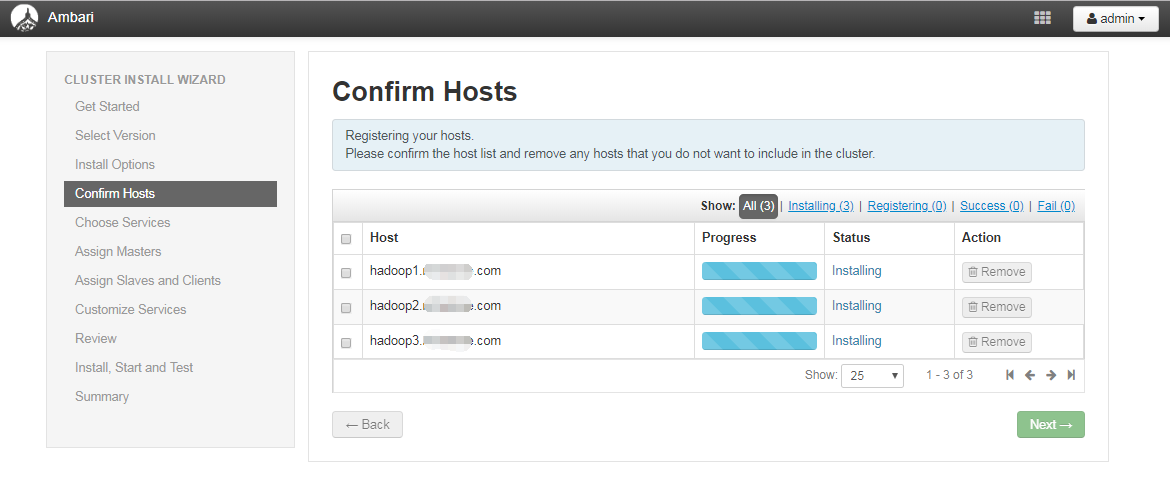 Ambari
admin
CLUSTER INSTALL WIZARD
Get Started
Select Version
Install Options
Confirm Hosts
Choose Services
Assign Masters
Assign Slaves and Clients
Customize Services
Review
Install, Start and Test
Summary
Confirm Hosts
Registering your hosts.
Please confirm the host list and remove any hosts that you do not want to include in the cluster.
Show: All (3) | Installing (3) | Registering (0) | Success (0) | Fail (0)
Host Progress Status Action
hadoop1. .com Installing Remove
hadoop2. .com Installing Remove
hadoop3. .com Installing Remove
Show: 25 1 - 3 of 3
← Back
Next →